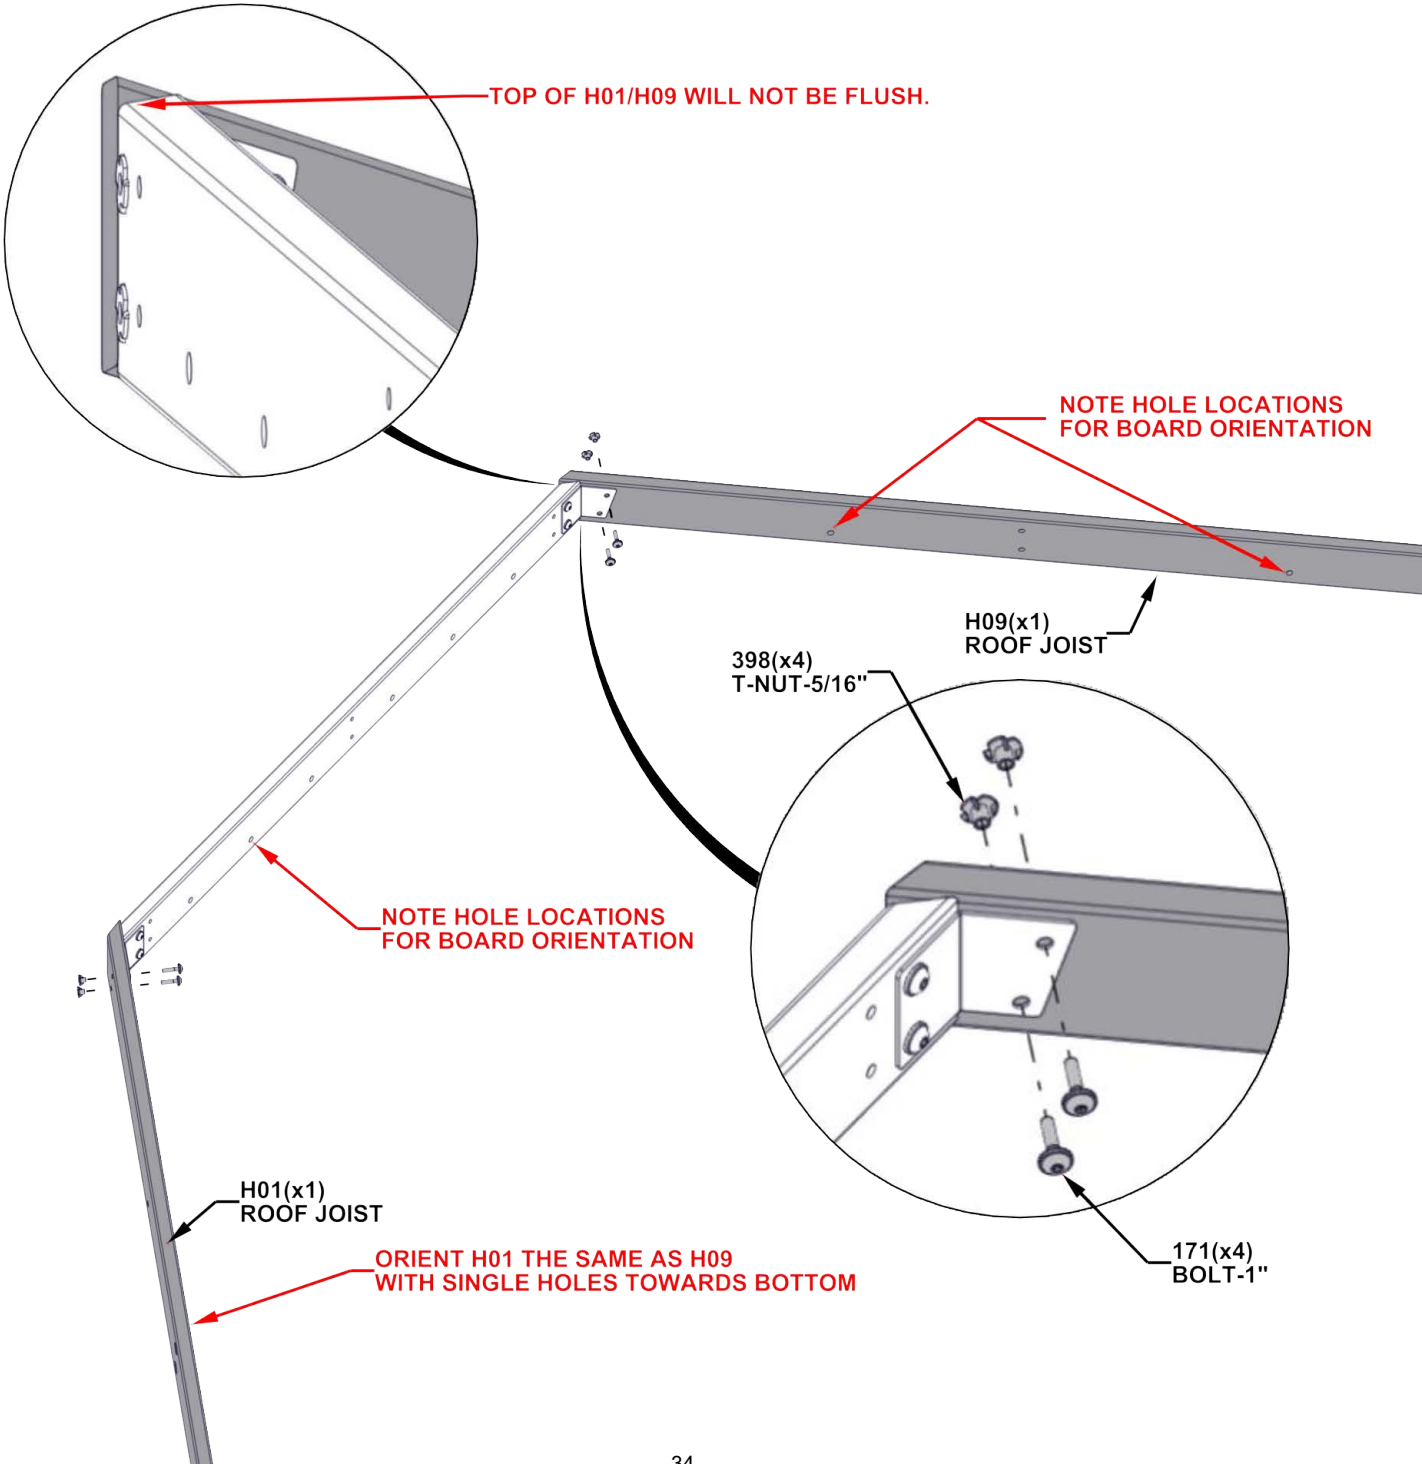 TOP OF H01/H09 WILL NOT BE FLUSH.
NOTE HOLE LOCATIONS
FOR BOARD ORIENTATION
H09(x1)
ROOF JOIST
398(x4)
T-NUT-5/16"
NOTE HOLE LOCATIONS
FOR BOARD ORIENTATION
H01(x1)
ROOF JOIST
ORIENT H01 THE SAME AS H09
WITH SINGLE HOLES TOWARDS BOTTOM
171(x4)
BOLT-1"
34